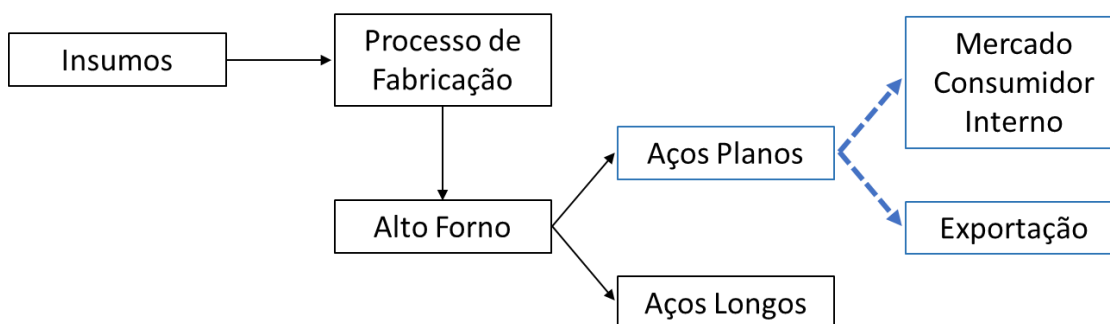 Insumos
Processo de
Fabricação
Mercado
Consumidor
Interno
Aços Planos
Alto Forno
Exportação
Aços Longos